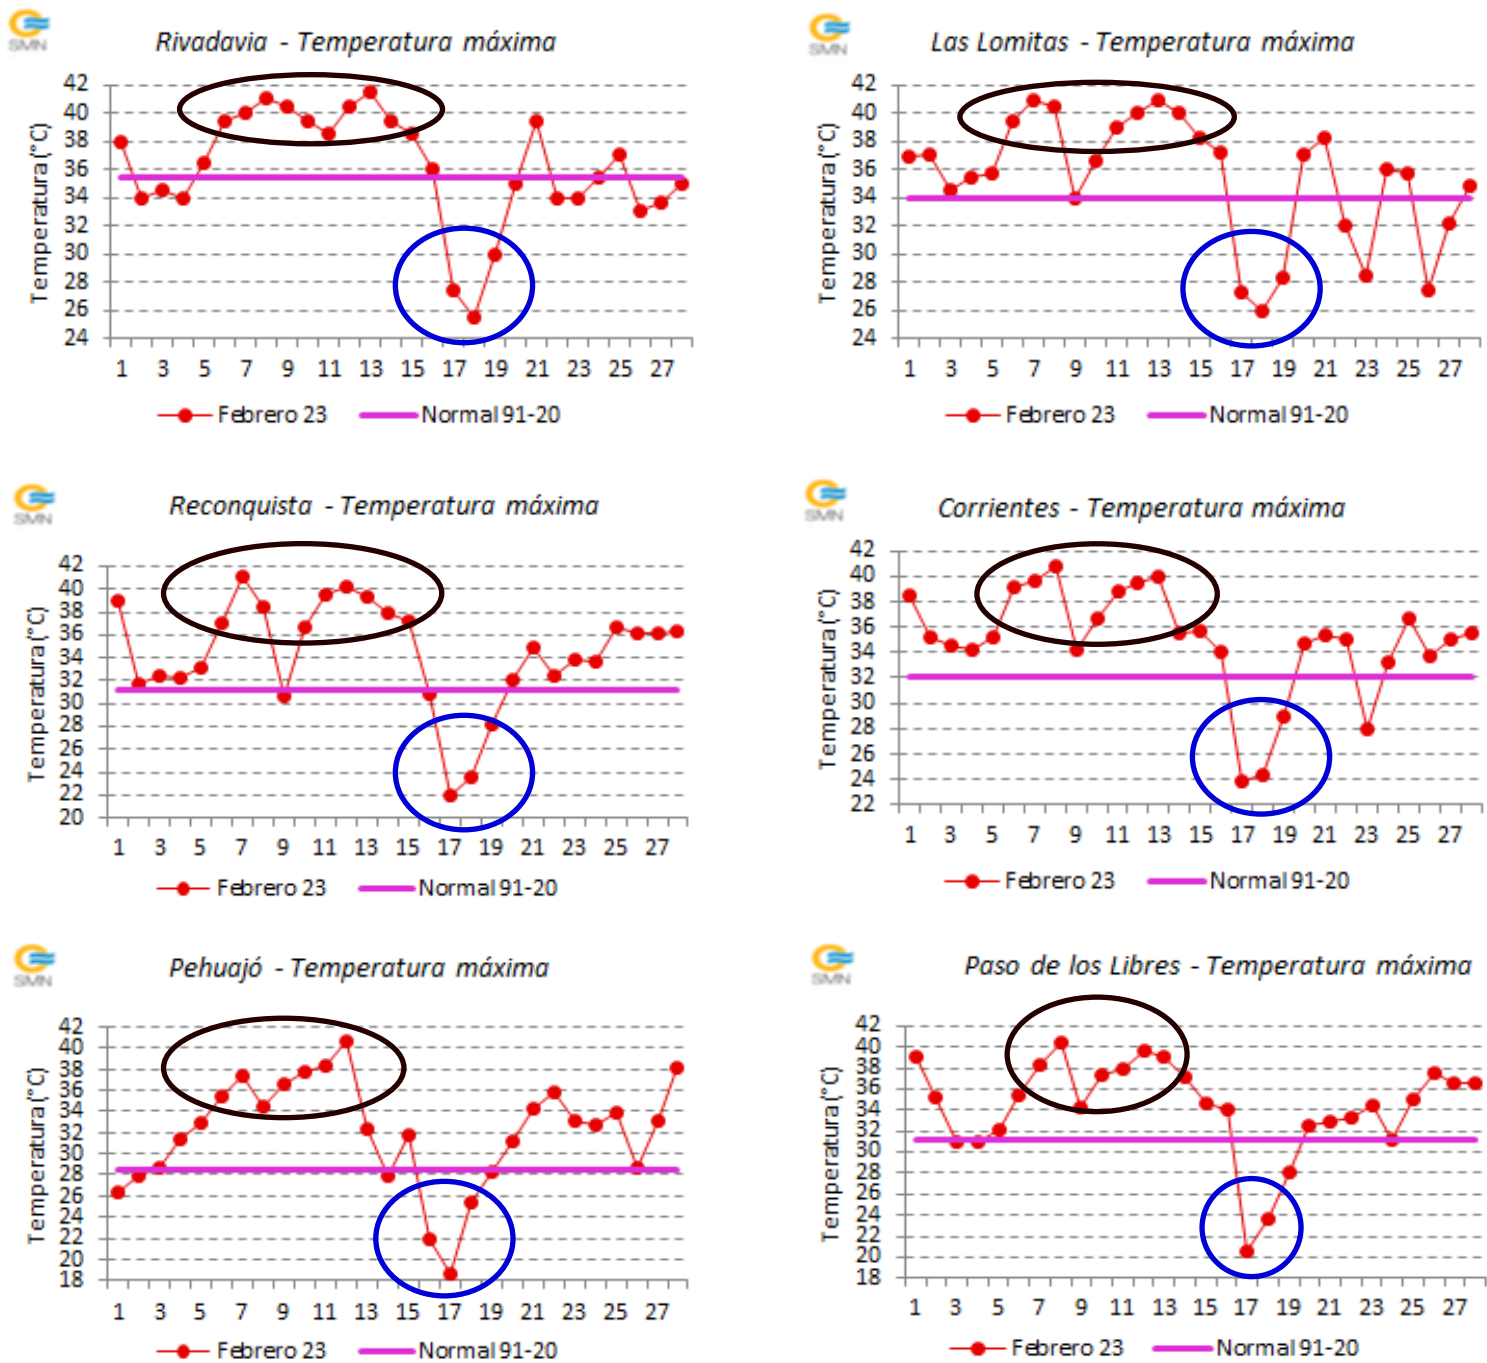 SMN
Rivadavia - Temperatura máxima
Temperatura (°C)
42
40
38
36
34
32
30
28
26
24
1 3 5 7 9 11 13 15 17 19 21 23 25 27
Febrero 23 Normal 91-20
SMN
Las Lomitas - Temperatura máxima
Temperatura (°C)
42
40
38
36
34
32
30
28
26
24
1 3 5 7 9 11 13 15 17 19 21 23 25 27
Febrero 23 Normal 91-20
SMN
Reconquista - Temperatura máxima
Temperatura (°C)
42
40
38
36
34
32
30
28
26
24
22
20
1 3 5 7 9 11 13 15 17 19 21 23 25 27
Febrero 23 Normal 91-20
SMN
Corrientes - Temperatura máxima
Temperatura (°C)
42
40
38
36
34
32
30
28
26
24
22
1 3 5 7 9 11 13 15 17 19 21 23 25 27
Febrero 23 Normal 91-20
SMN
Pehuajó - Temperatura máxima
Temperatura (°C)
42
40
38
36
34
32
30
28
26
24
22
20
18
1 3 5 7 9 11 13 15 17 19 21 23 25 27
Febrero 23 Normal 91-20
SMN
Paso de los Libres - Temperatura máxima
Temperatura (°C)
42
40
38
36
34
32
30
28
26
24
22
20
18
1 3 5 7 9 11 13 15 17 19 21 23 25 27
Febrero 23 Normal 91-20